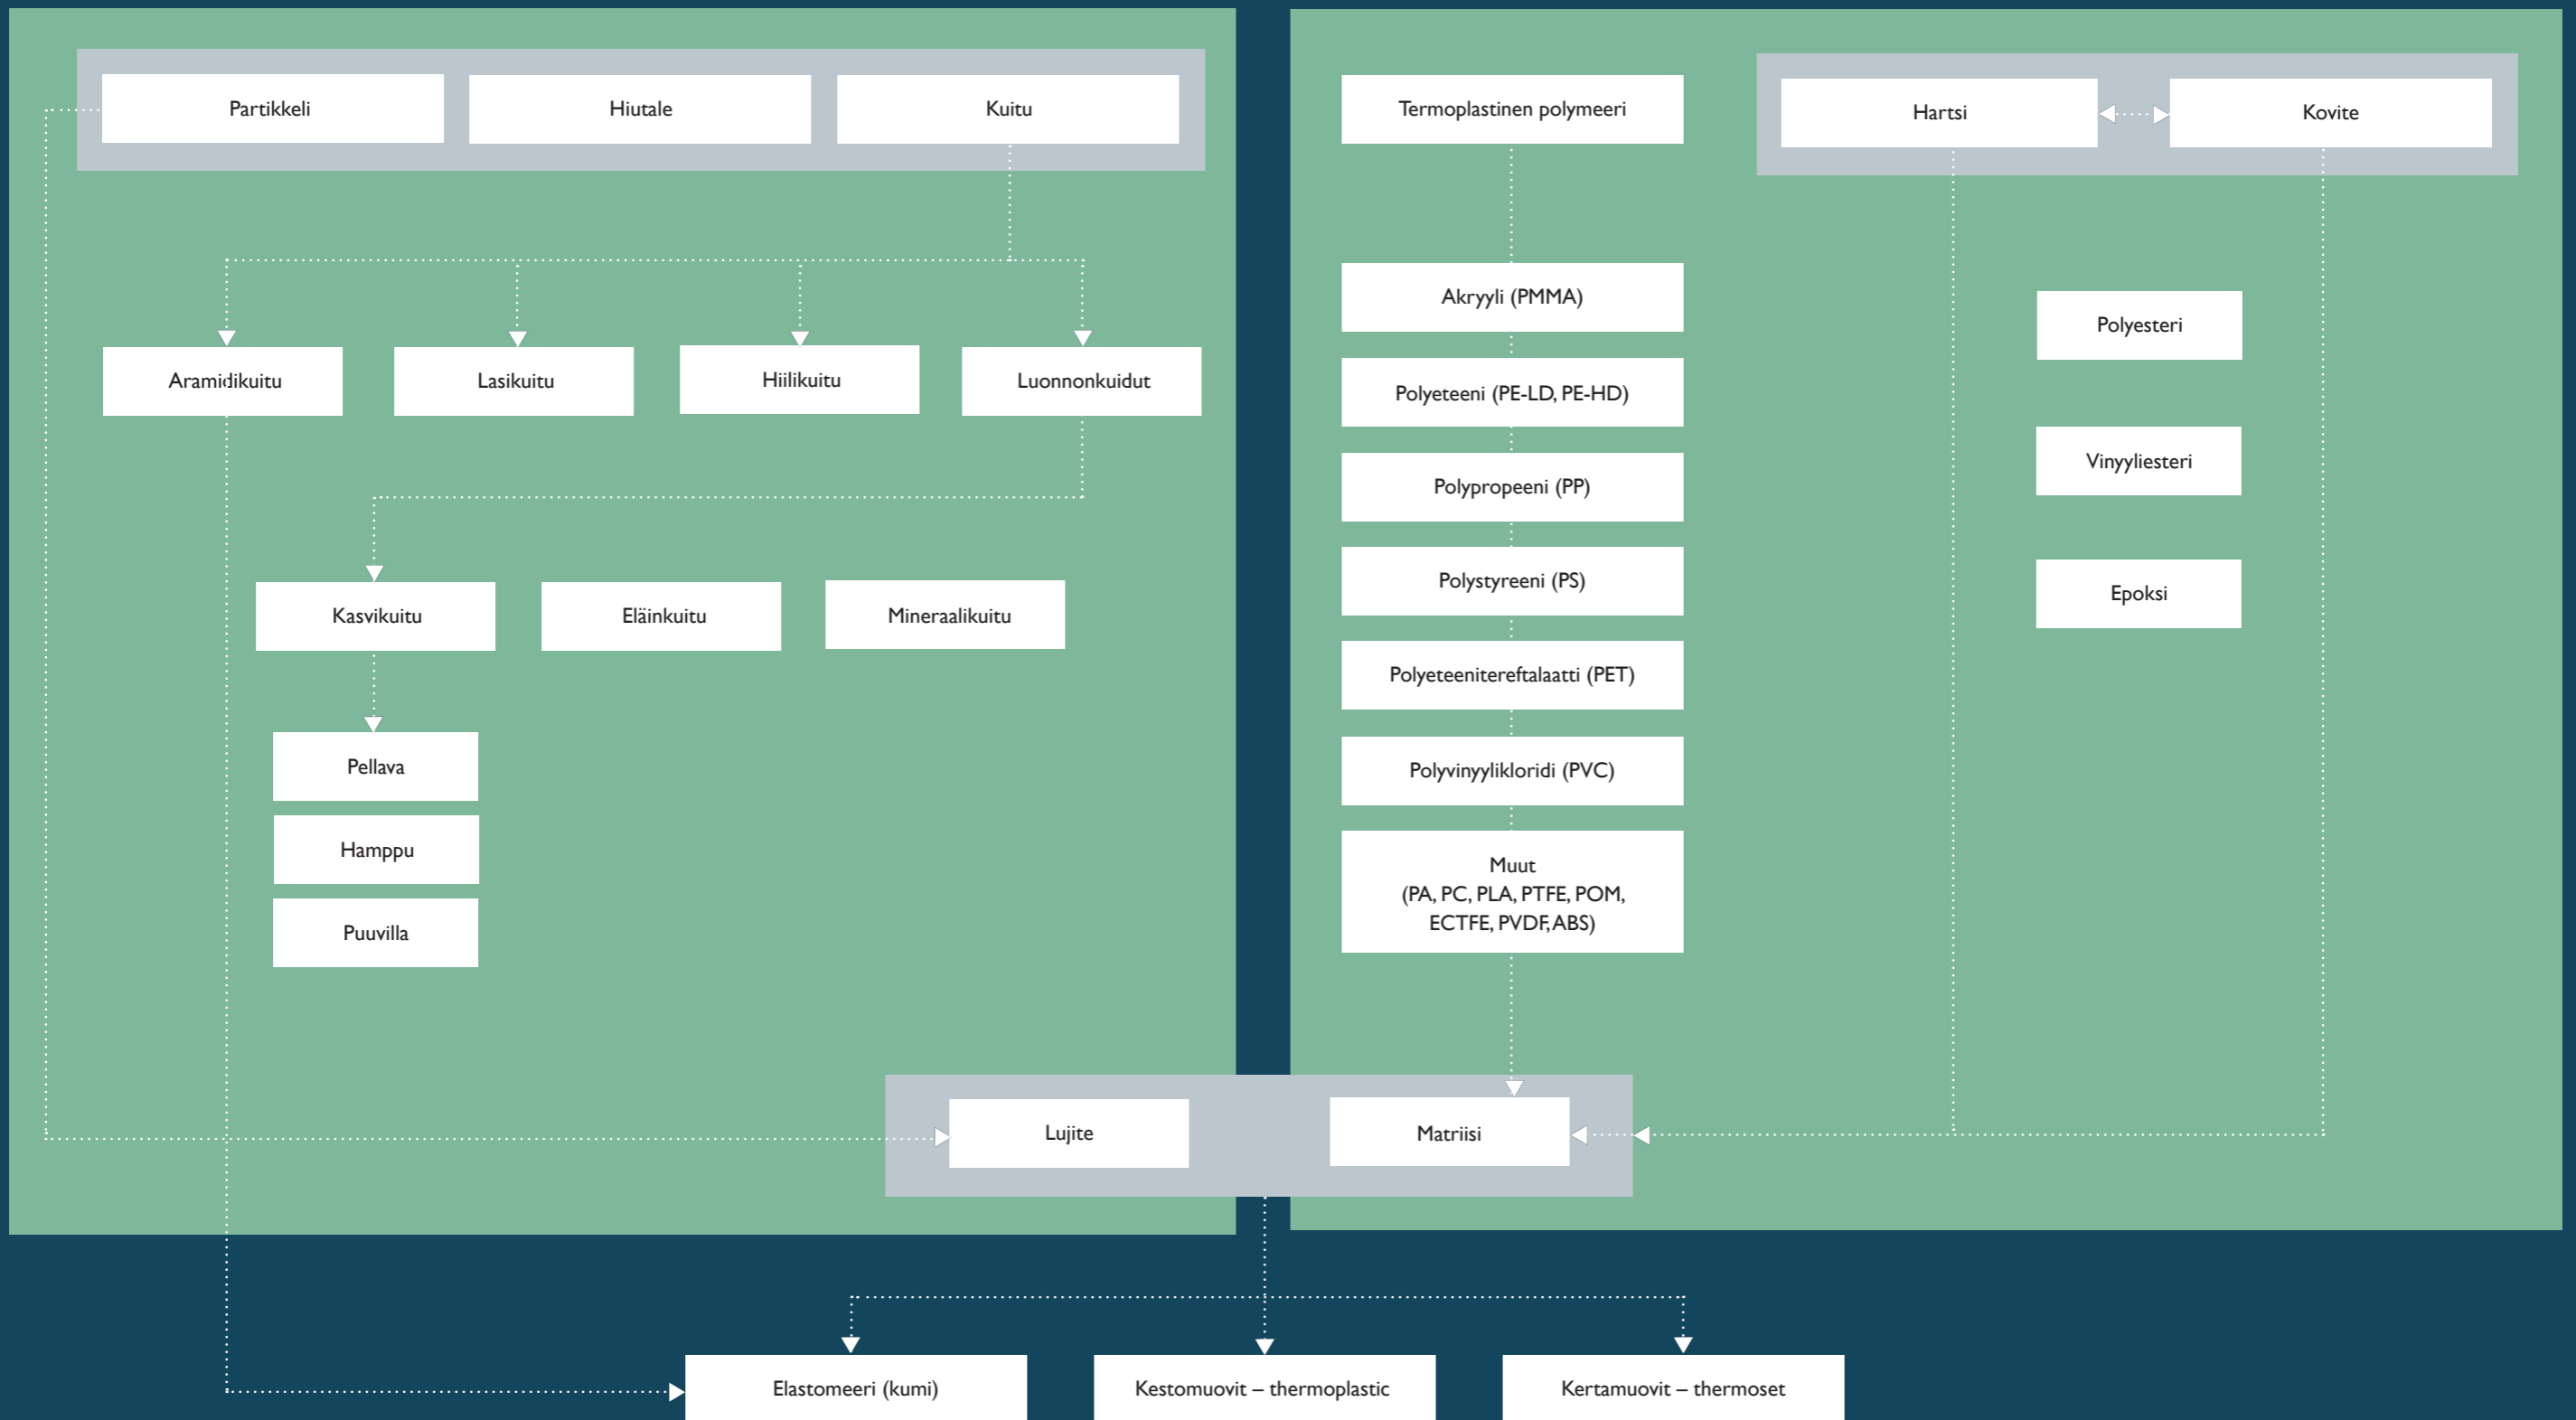 Partikkeli
Hiutale
Kuitu
Aramidikuitu
Lasikuitu
Hiilikuitu
Luonnonkuidut
Kasvikuitu
Eläinkuitu
Mineraalikuitu
Pellava
Hamppu
Puuvilla
Termoplastinen polymeeri
Akryyli (PMMA)
Polyeteeni (PE-LD, PE-HD)
Polypropeeni (PP)
Polystyreeni (PS)
Polyeteenitereftalaatti (PET)
Polyvinyylikloridi (PVC)
Muut
(PA, PC, PLA, PTFE, POM,
ECTFE, PVDF, ABS)
Hartsi
Kovite
Polyesteri
Vinyyliesteri
Epoksi
Lujite
Matriisi
Elastomeeri (kumi)
Kestomuovit – thermoplastic
Kertamuovit – thermoset